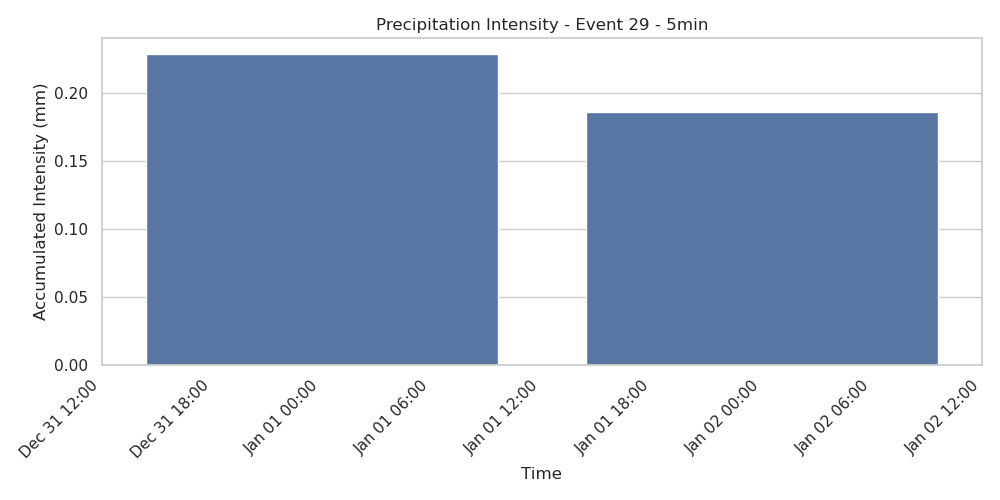 Precipitation Intensity - Event 29 - 5min
Accumulated Intensity (mm)
0.20
0.15
0.10
0.05
0.00
Dec 31 12:00
Dec 31 18:00
Jan 01 00:00
Jan 01 06:00
Jan 01 12:00
Jan 01 18:00
Jan 02 00:00
Jan 02 06:00
Jan 02 12:00
Time